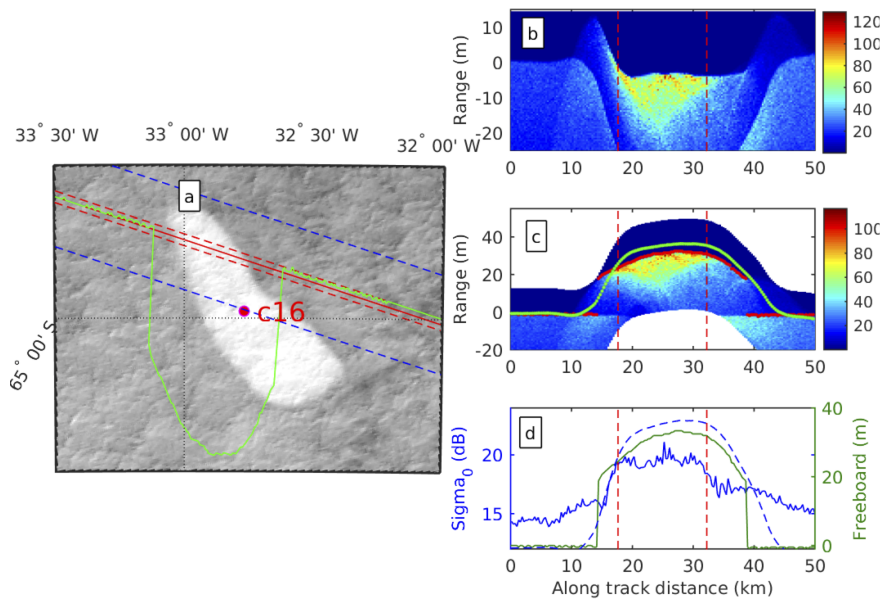 33° 30' W
33° 00' W
32° 30' W
32° 00' W
65° 00' S
a
c16
b
Range (m)
10
0
-10
-20
0 10 20 30 40 50
120
100
80
60
40
20
c
Range (m)
40
20
0
-20
0 10 20 30 40 50
100
80
60
40
20
d
Sigma0 (dB)
20
15
Freeboard (m)
40
20
0
0 10 20 30 40 50
Along track distance (km)